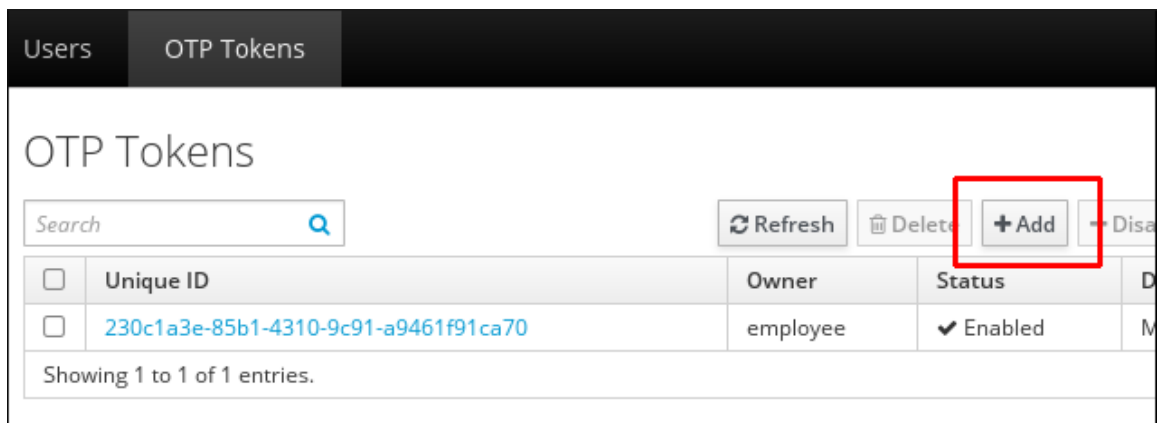 Users OTP Tokens
OTP Tokens
Search Refresh Delete +Add
Unique ID Owner Status
230c1a3e-85b1-4310-9c91-a9461f91ca70 employee Enabled
Showing 1 to 1 of 1 entries.